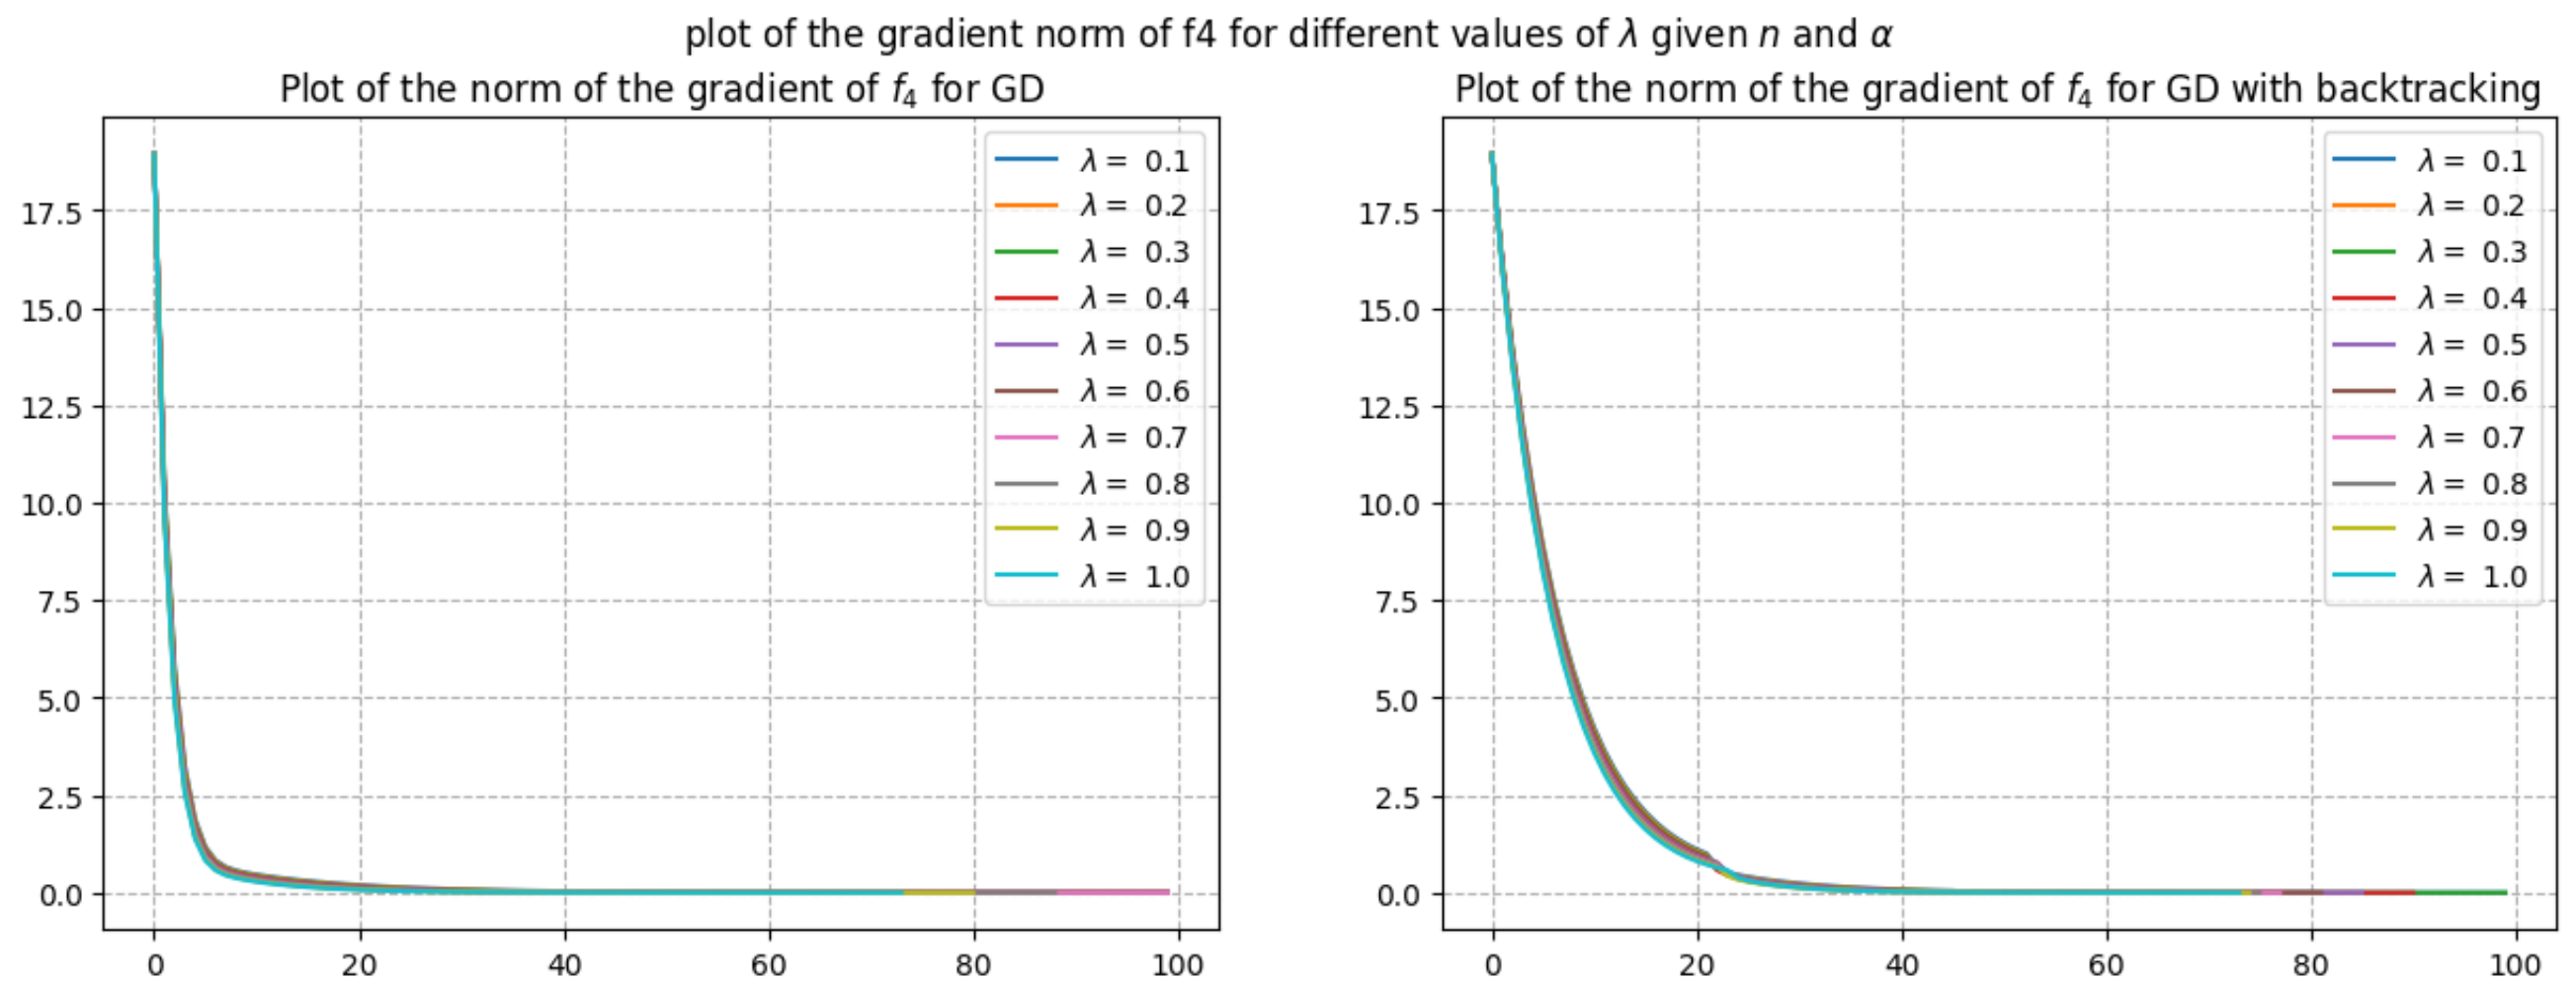 plot of the gradient norm of f4 for different values of λ given n and α
Plot of the norm of the gradient of f₄ for GD
17.5
15.0
12.5
10.0
7.5
5.0
2.5
0.0
0 20 40 60 80 100
λ = 0.1
λ = 0.2
λ = 0.3
λ = 0.4
λ = 0.5
λ = 0.6
λ = 0.7
λ = 0.8
λ = 0.9
λ = 1.0
Plot of the norm of the gradient of f₄ for GD with backtracking
17.5
15.0
12.5
10.0
7.5
5.0
2.5
0.0
0 20 40 60 80 100
λ = 0.1
λ = 0.2
λ = 0.3
λ = 0.4
λ = 0.5
λ = 0.6
λ = 0.7
λ = 0.8
λ = 0.9
λ = 1.0